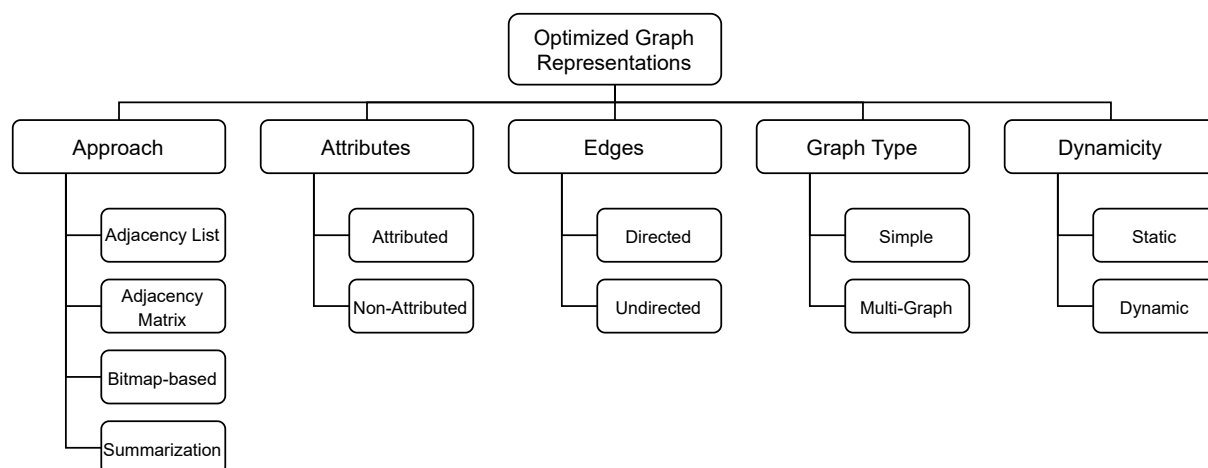 Optimized Graph
Representations
Approach
Attributes
Edges
Graph Type
Dynamicity
Adjacency List
Attributed
Directed
Simple
Static
Adjacency
Matrix
Non-Attributed
Undirected
Multi-Graph
Dynamic
Bitmap-based
Summarization